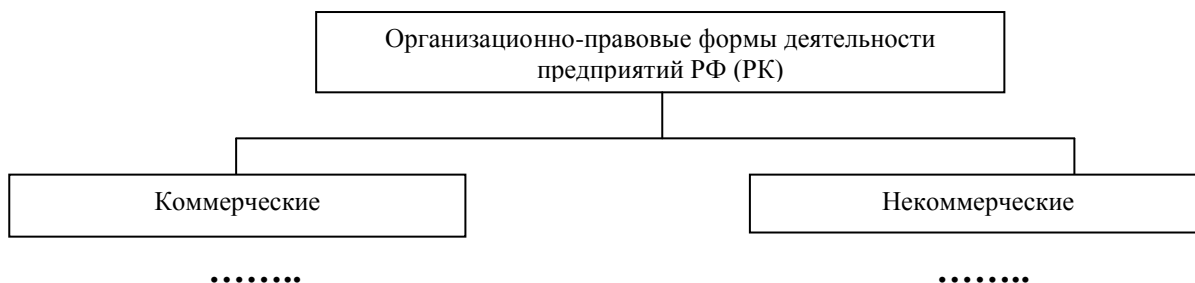 Организационно-правовые формы деятельности
предприятий РФ (РК)
Коммерческие
Некоммерческие
……..
……..